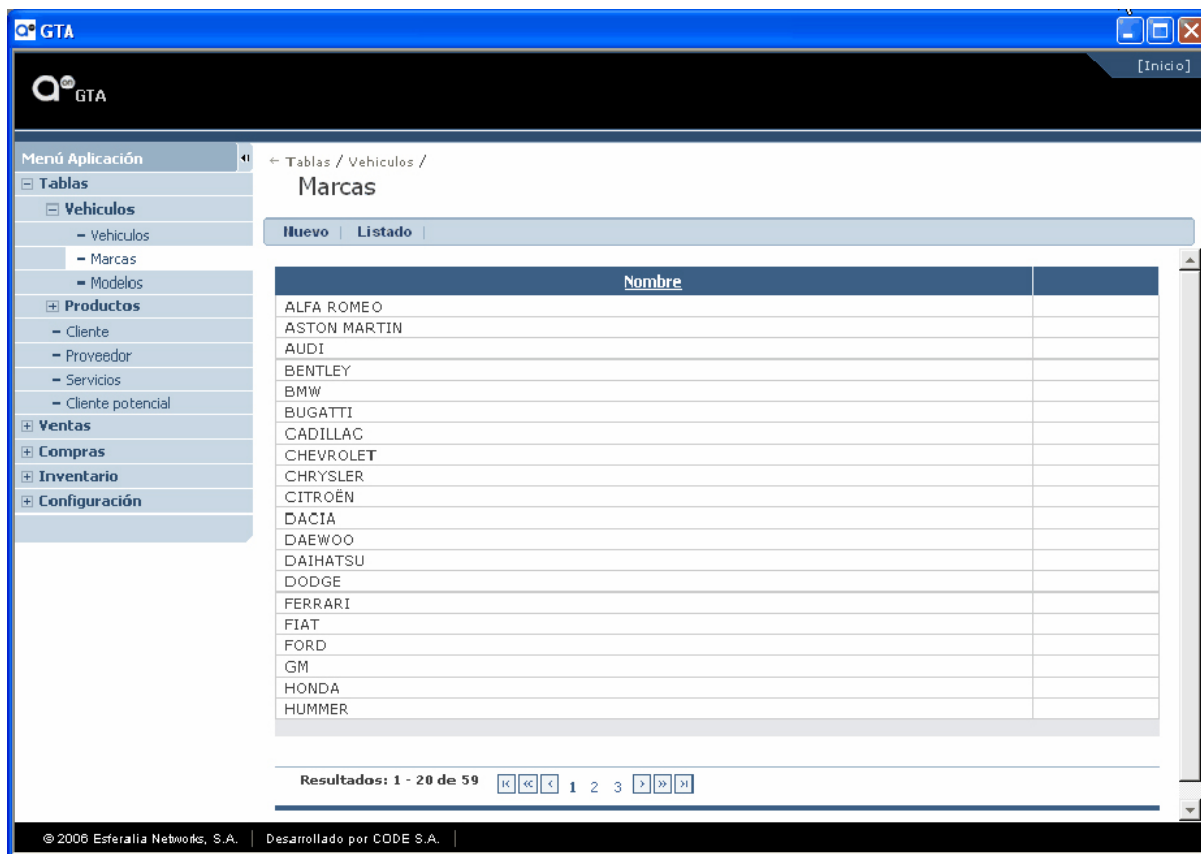 GTA
[Inicio]
aon GTA
Menú Aplicación
Tablas
Vehiculos
Vehiculos
Marcas
Modelos
Productos
Cliente
Proveedor
Servicios
Cliente potencial
Ventas
Compras
Inventario
Configuración
← Tablas / Vehiculos /
Marcas
Nuevo | Listado |
Nombre
ALFA ROMEO
ASTON MARTIN
AUDI
BENTLEY
BMW
BUGATTI
CADILLAC
CHEVROLET
CHRYSLER
CITROËN
DACIA
DAEWOO
DAIHATSU
DODGE
FERRARI
FIAT
FORD
GM
HONDA
HUMMER
Resultados: 1 - 20 de 59 1 2 3
© 2006 Esferalia Networks, S.A. | Desarrollado por CODE S.A. |